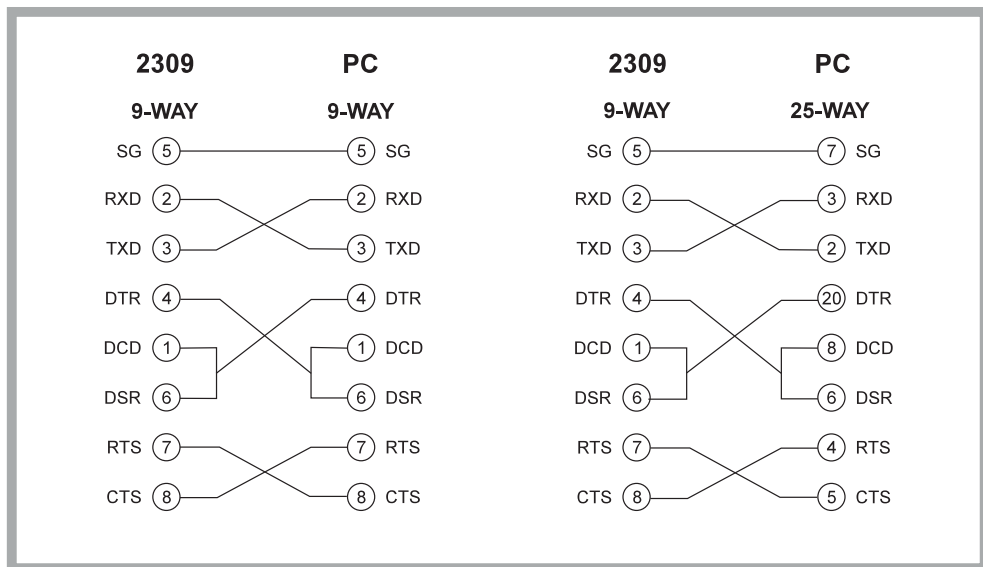 2309 PC 2309 PC
9-WAY 9-WAY 9-WAY 25-WAY
SG 5 5 SG SG 5 7 SG
RXD 2 2 RXD RXD 2 3 RXD
TXD 3 3 TXD TXD 3 2 TXD
DTR 4 4 DTR DTR 4 20 DTR
DCD 1 1 DCD DCD 1 8 DCD
DSR 6 6 DSR DSR 6 6 DSR
RTS 7 7 RTS RTS 7 4 RTS
CTS 8 8 CTS CTS 8 5 CTS